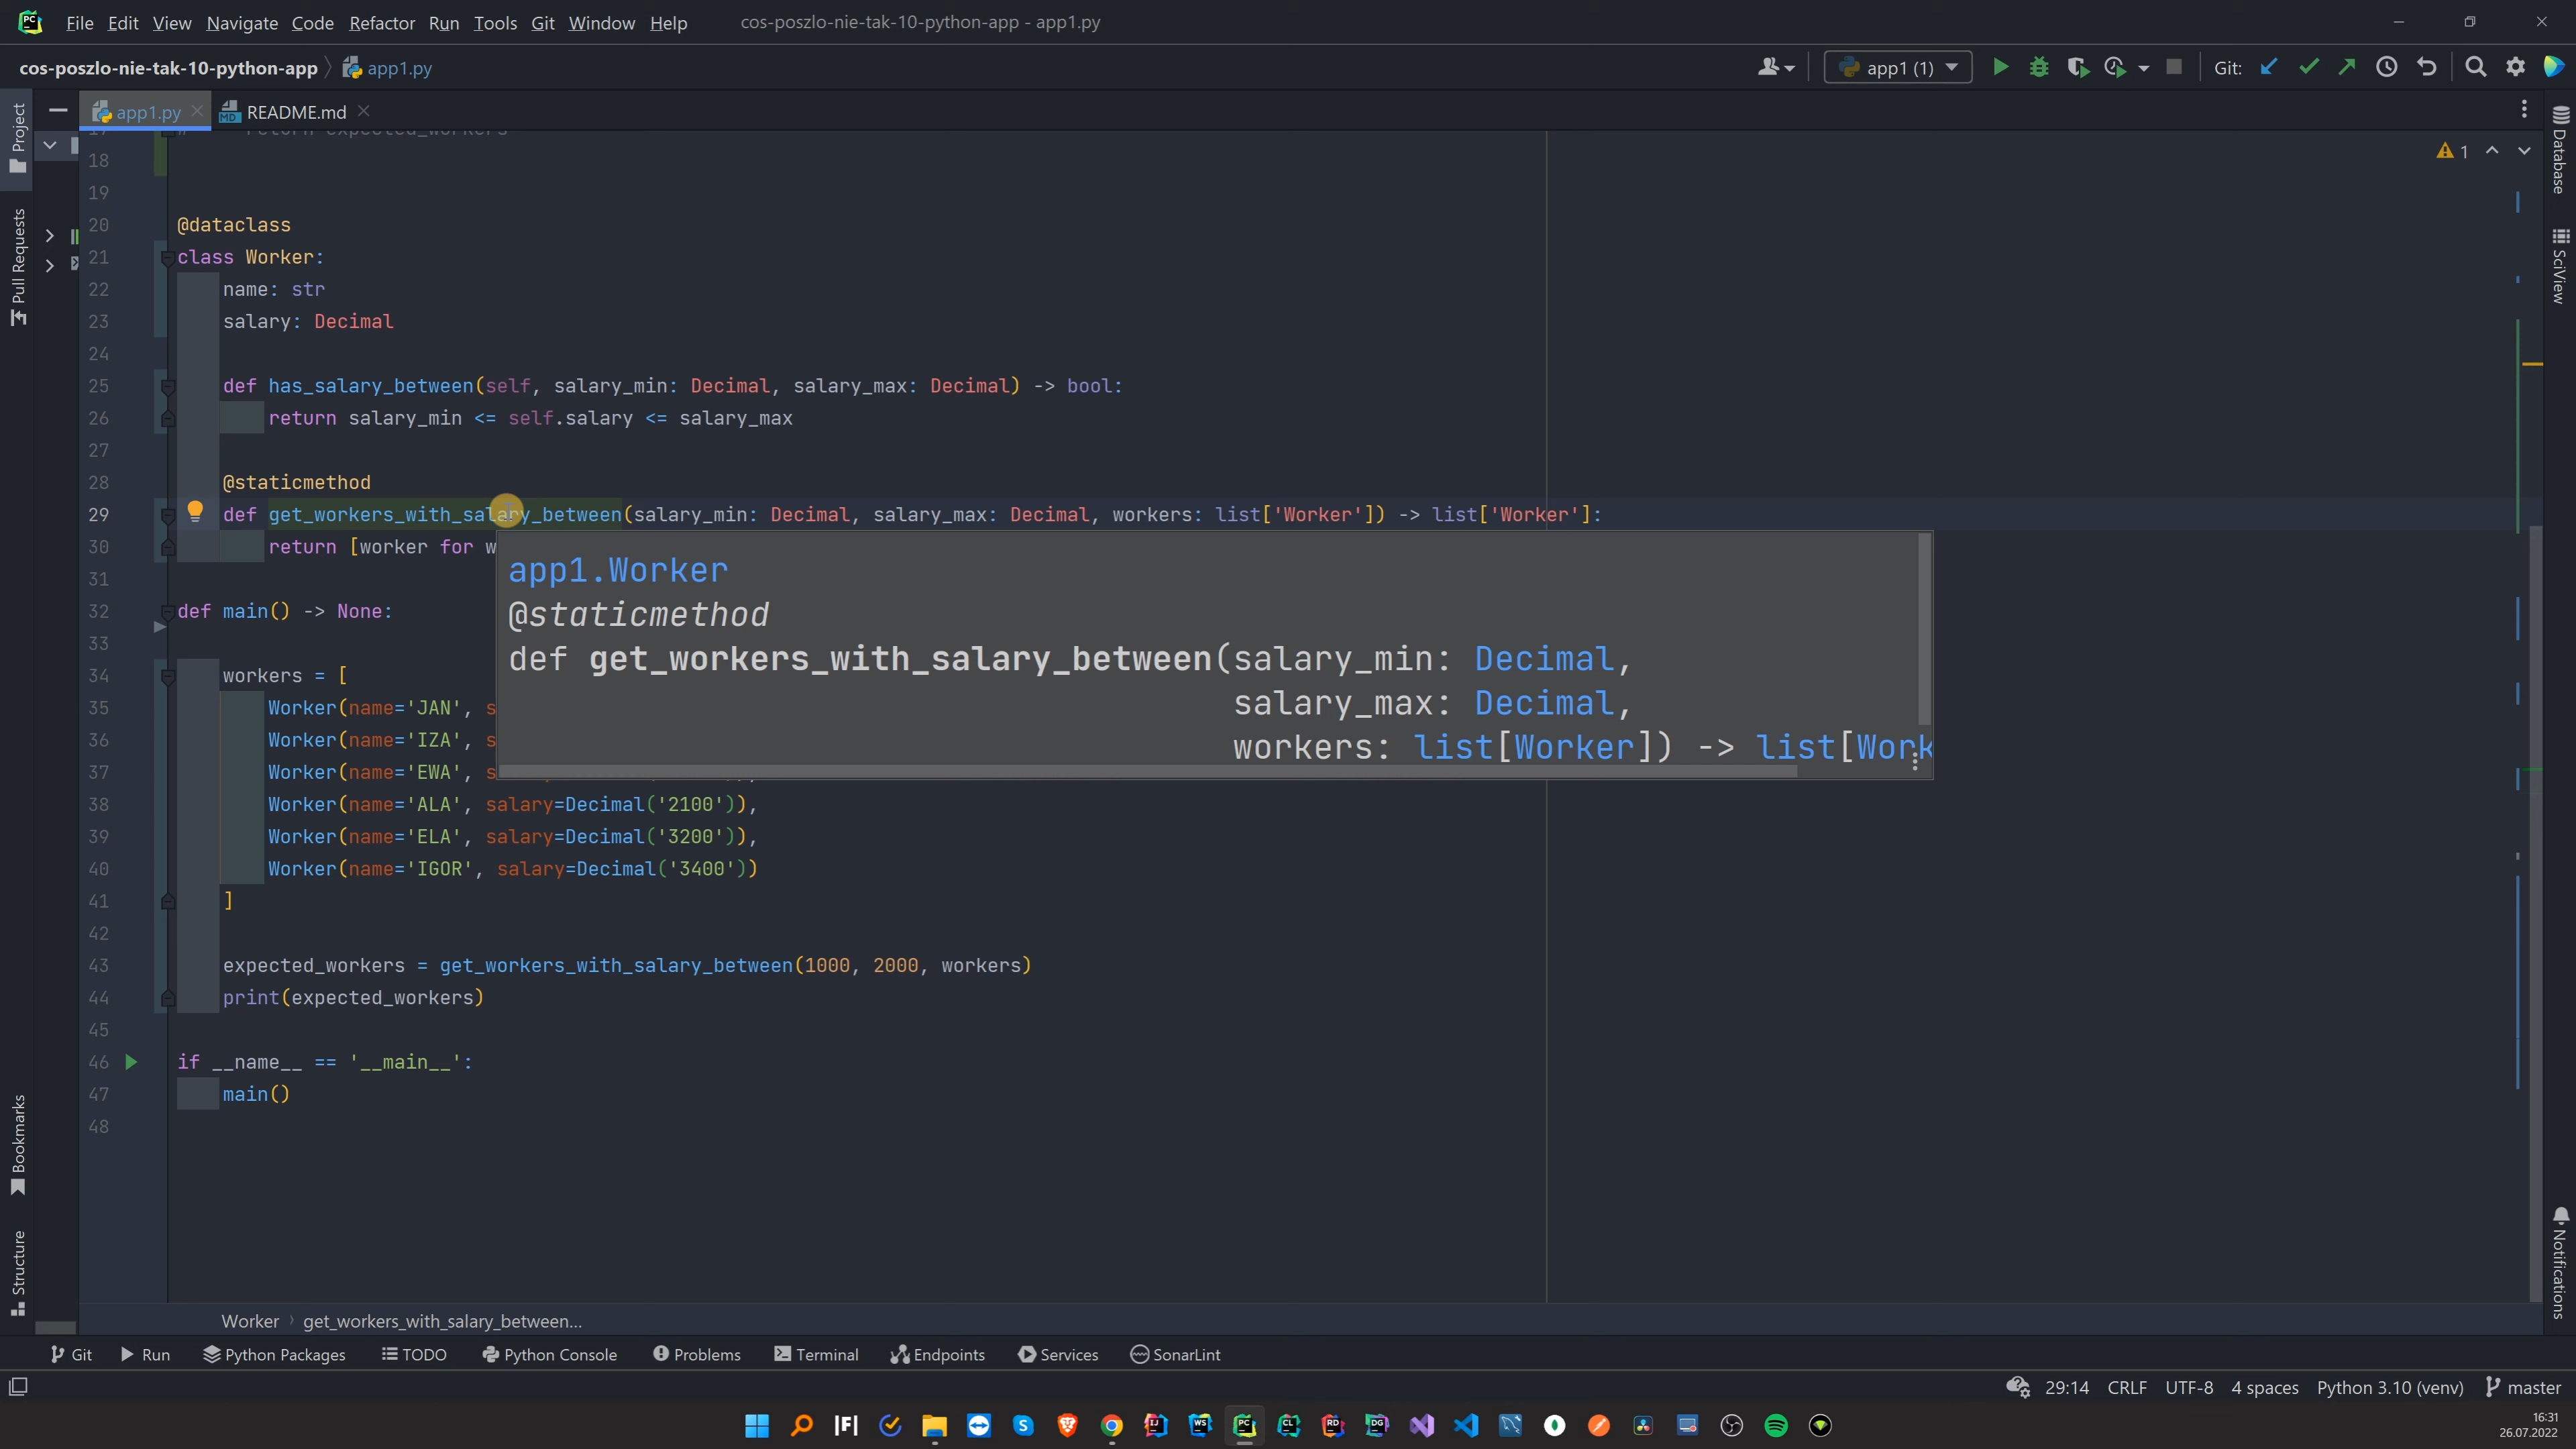 File Edit View Navigate Code Refactor Run Tools Git Window Help cos-poszlo-nie-tak-10-python-app - app1.py
cos-poszlo-nie-tak-10-python-app app1.py app1 (1) Git:
app1.py README.md
Project
Pull Requests
Bookmarks
Structure
Database
SciView
Notifications
1
17 # return expected_workers
18
19
20 @dataclass
21 class Worker:
22 name: str
23 salary: Decimal
24
25 def has_salary_between(self, salary_min: Decimal, salary_max: Decimal) -> bool:
26 return salary_min <= self.salary <= salary_max
27
28 @staticmethod
29 def get_workers_with_salary_between(salary_min: Decimal, salary_max: Decimal, workers: list['Worker']) -> list['Worker']:
30 return [worker for w
app1.Worker
@staticmethod
def get_workers_with_salary_between(salary_min: Decimal,
salary_max: Decimal,
workers: list[Worker]) -> list[Work
31
32 def main() -> None:
33
34 workers = [
35 Worker(name='JAN', s
36 Worker(name='IZA', s
37 Worker(name='EWA', s
38 Worker(name='ALA', salary=Decimal('2100')),
39 Worker(name='ELA', salary=Decimal('3200')),
40 Worker(name='IGOR', salary=Decimal('3400'))
41 ]
42
43 expected_workers = get_workers_with_salary_between(1000, 2000, workers)
44 print(expected_workers)
45
46 if __name__ == '__main__':
47 main()
48
Worker › get_workers_with_salary_between...
Git Run Python Packages TODO Python Console Problems Terminal Endpoints Services SonarLint
29:14 CRLF UTF-8 4 spaces Python 3.10 (venv) master
16:31
26.07.2022